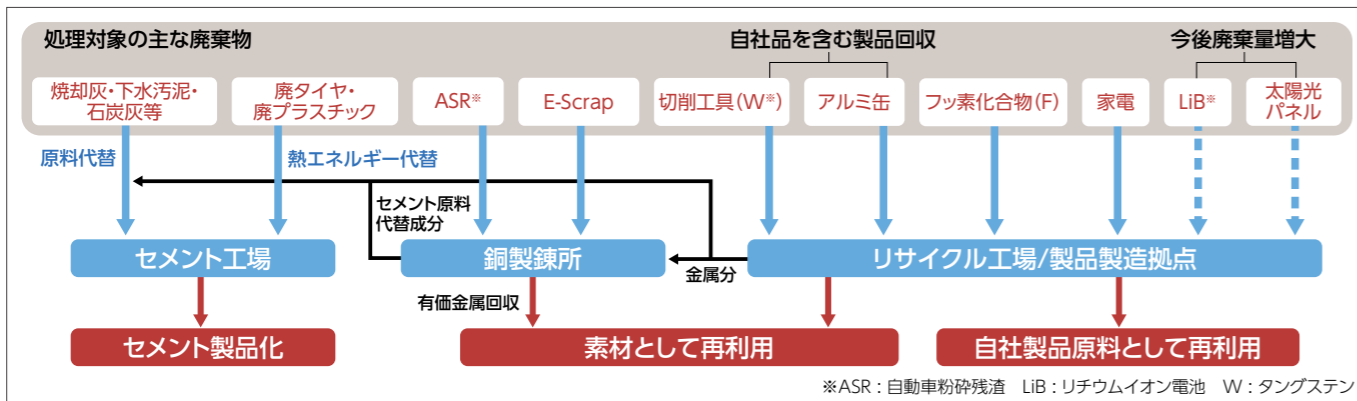 処理対象の主な廃棄物
自社品を含む製品回収
今後廃棄量増大
焼却灰・下水汚泥・
石炭灰等
廃タイヤ・
廃プラスチック
ASR※
E-Scrap
切削工具(W※)
アルミ缶
フッ素化合物(F)
家電
LiB※
太陽光
パネル
原料代替
熱エネルギー代替
セメント原料
代替成分
セメント工場
銅製錬所
金属分
リサイクル工場/製品製造拠点
有価金属回収
セメント製品化
素材として再利用
自社製品原料として再利用
※ASR:自動車粉砕残渣 LiB:リチウムイオン電池 W:タングステン